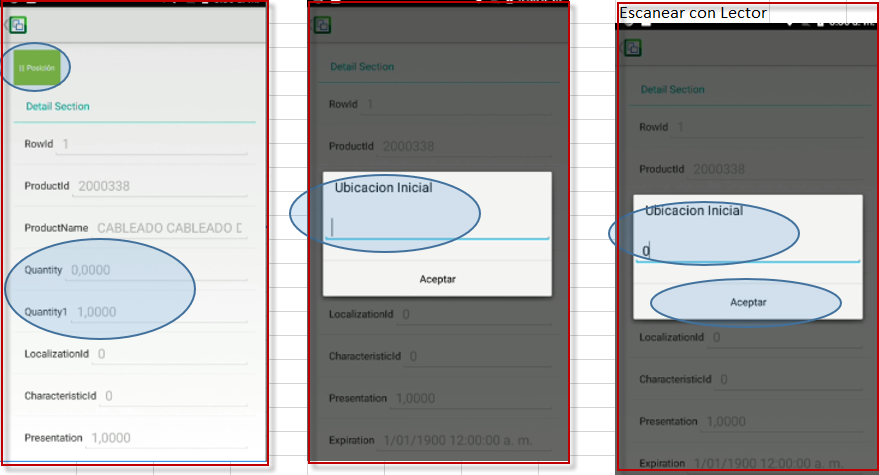 II Posición
Detail Section
RowId 1
ProductId 2000338
ProductName CABLEADO CABLEADO D
Quantity 0,0000
Quantity1 1,0000
LocalizationId 0
CharacteristicId 0
Presentation 1,0000
Detail Section
RowId 1
ProductId 2000338
Ubicacion Inicial
Aceptar
LocalizationId 0
CharacteristicId 0
Presentation 1,0000
Expiration 1/01/1900 12:00:00 a. m.
Escanear con Lector
Detail Section
RowId 1
ProductId 2000338
Ubicacion Inicial
0
Aceptar
LocalizationId 0
CharacteristicId 0
Presentation 1,0000
Expiration 1/01/1900 12:00:00 a. m.